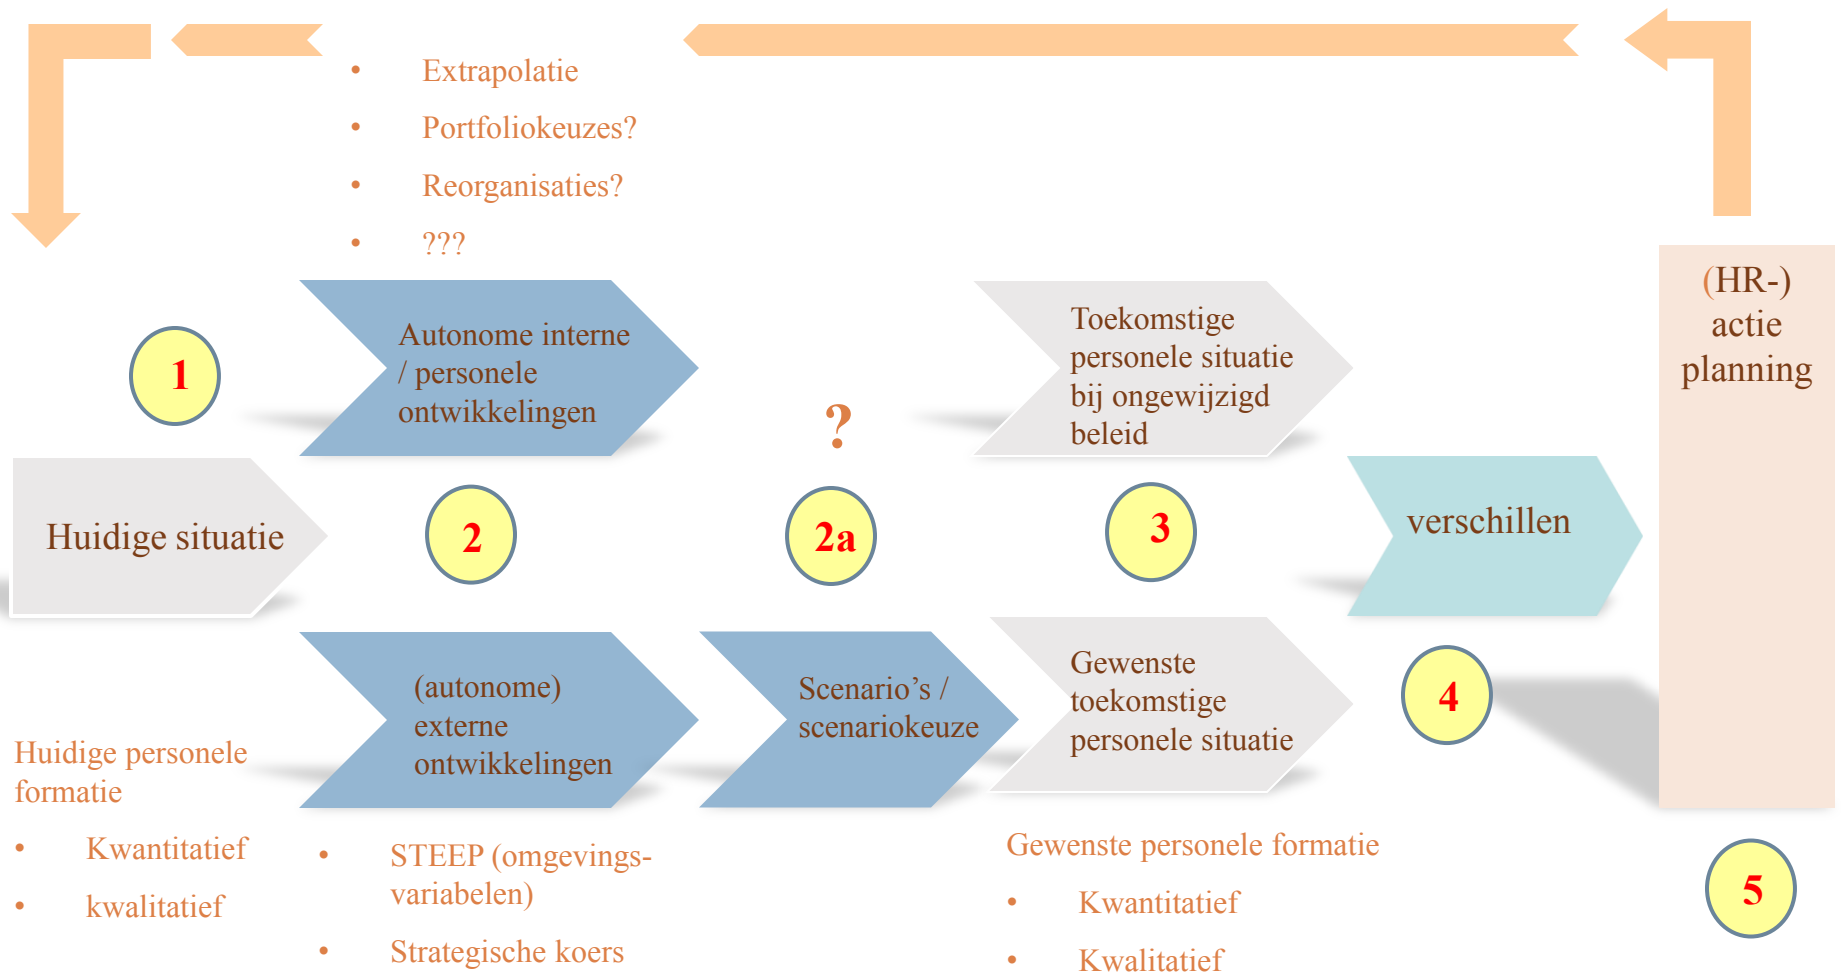 • Extrapolatie
• Portfoliokeuzes?
• Reorganisaties?
• ???
1
Autonome interne
/ personele
ontwikkelingen
Toekomstige
personele situatie
bij ongewijzigd
beleid
(HR-)
actie
planning
?
Huidige situatie
2
2a
3
verschillen
(autonome)
externe
ontwikkelingen
Scenario’s /
scenariokeuze
Gewenste
toekomstige
personele situatie
4
Huidige personele
formatie
• Kwantitatief
• kwalitatief
• STEEP (omgevings-
variabelen)
• Strategische koers
Gewenste personele formatie
• Kwantitatief
• Kwalitatief
5